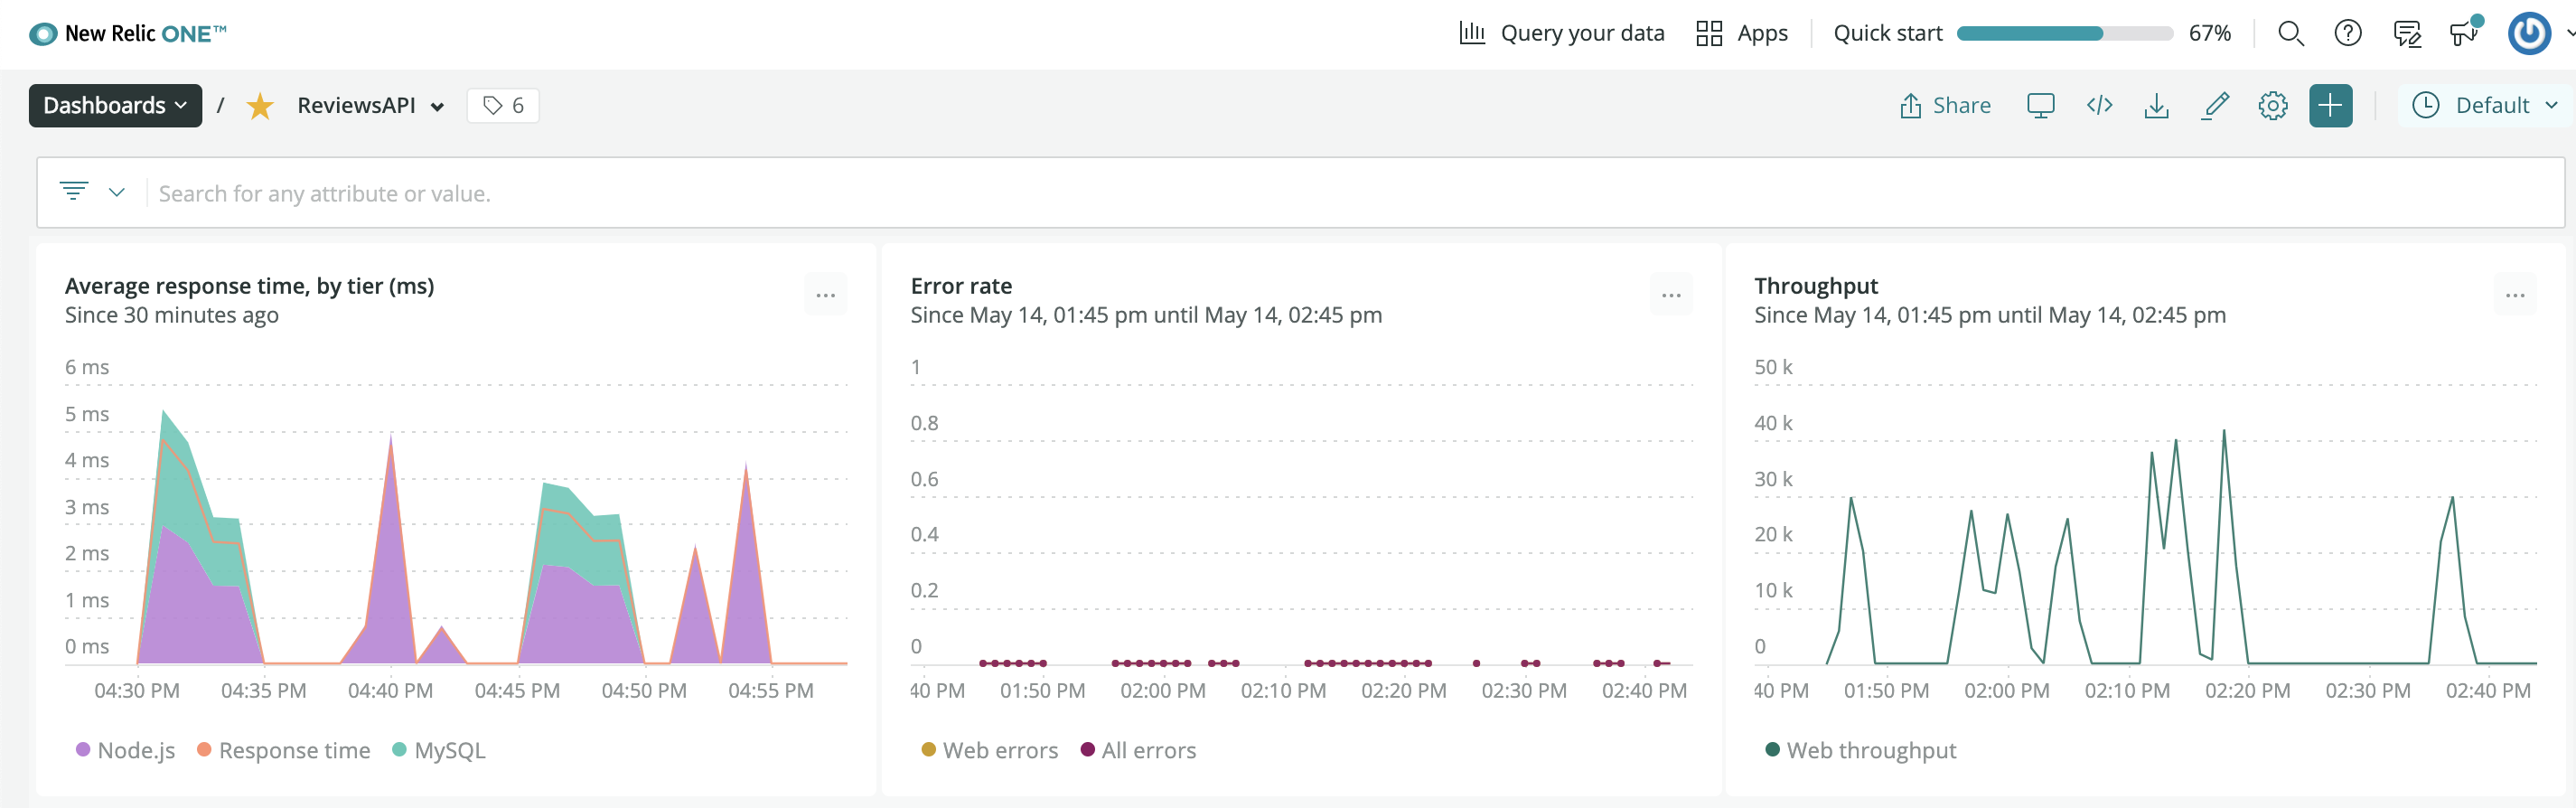 New Relic ONE™
Query your data
Apps
Quick start
67%
Dashboards / ReviewsAPI 6
Share
Default
Search for any attribute or value.
Average response time, by tier (ms)
Since 30 minutes ago
6 ms
5 ms
4 ms
3 ms
2 ms
1 ms
0 ms
04:30 PM 04:35 PM 04:40 PM 04:45 PM 04:50 PM 04:55 PM
Node.js Response time MySQL
Error rate
Since May 14, 01:45 pm until May 14, 02:45 pm
1
0.8
0.6
0.4
0.2
0
40 PM 01:50 PM 02:00 PM 02:10 PM 02:20 PM 02:30 PM 02:40 PM
Web errors All errors
Throughput
Since May 14, 01:45 pm until May 14, 02:45 pm
50 k
40 k
30 k
20 k
10 k
0
40 PM 01:50 PM 02:00 PM 02:10 PM 02:20 PM 02:30 PM 02:40 PM
Web throughput